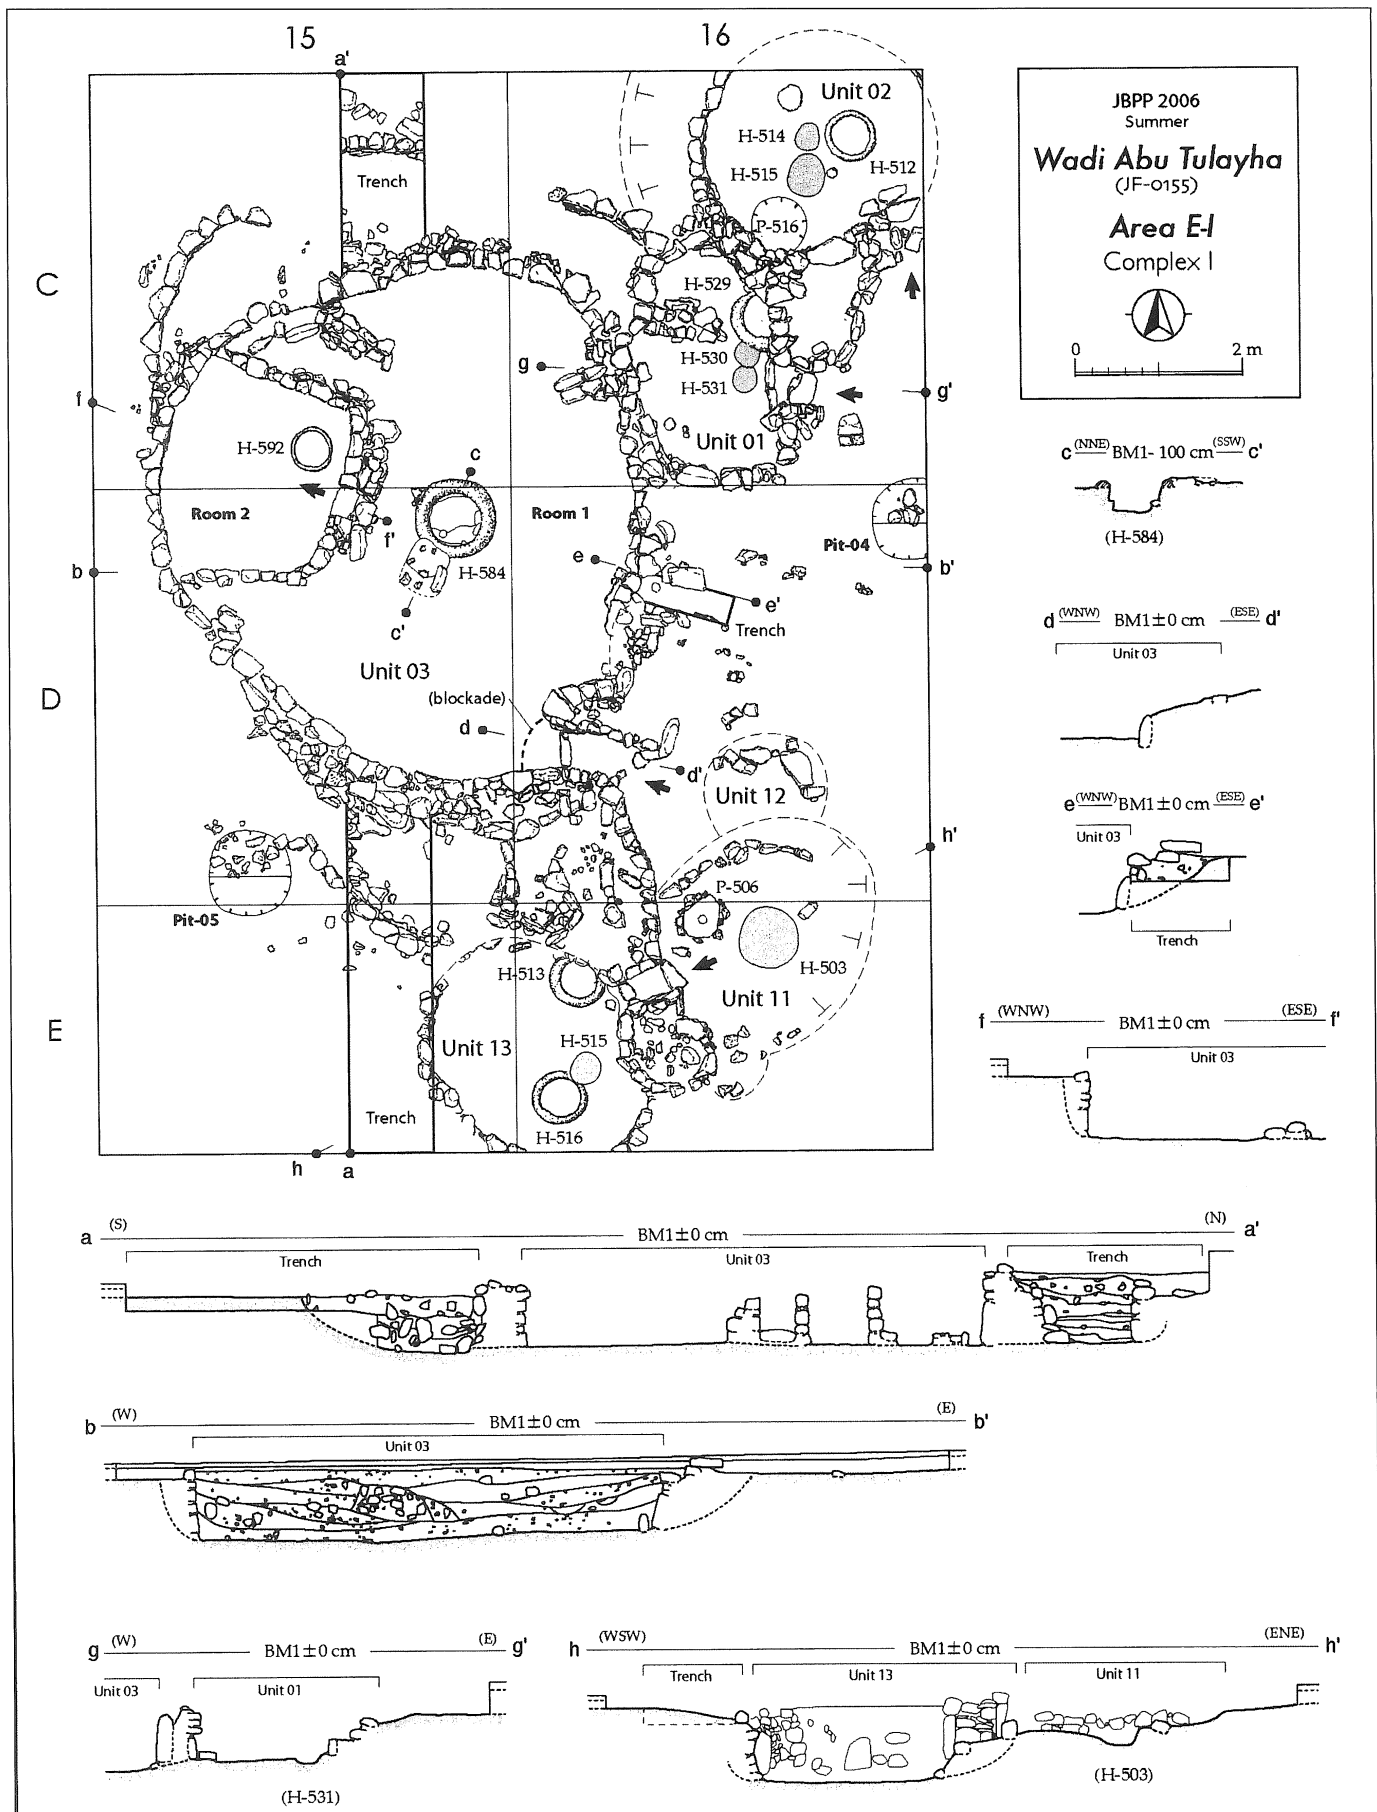 15
16
a'
Unit 02
H-514
H-512
H-515
Trench
P-516
C
H-529
g
H-530
H-531
g'
f
Unit 01
H-592
c
Room 2
Room 1
Pit-04
f'
b
e
b'
H-584
e'
c'
Trench
Unit 03
(blockade)
D
d
d'
Unit 12
h'
P-506
Pit-05
H-513
H-503
Unit 11
E
H-515
Unit 13
Trench
H-516
h
a
JBPP 2006
Summer
Wadi Abu Tulayha
(JF-0155)
Area E-I
Complex I
0 2 m
c (NNE) BM1- 100 cm (SSW) c'
(H-584)
d (WNW) BM1±0 cm (ESE) d'
Unit 03
e (WNW) BM1±0 cm (ESE) e'
Unit 03
Trench
f (WNW) BM1±0 cm (ESE) f'
Unit 03
a (S) BM1±0 cm (N) a'
Trench Unit 03 Trench
b (W) BM1±0 cm (E) b'
Unit 03
g (W) BM1±0 cm (E) g'
Unit 03 Unit 01
(H-531)
h (WSW) BM1±0 cm (ENE) h'
Trench Unit 13 Unit 11
(H-503)